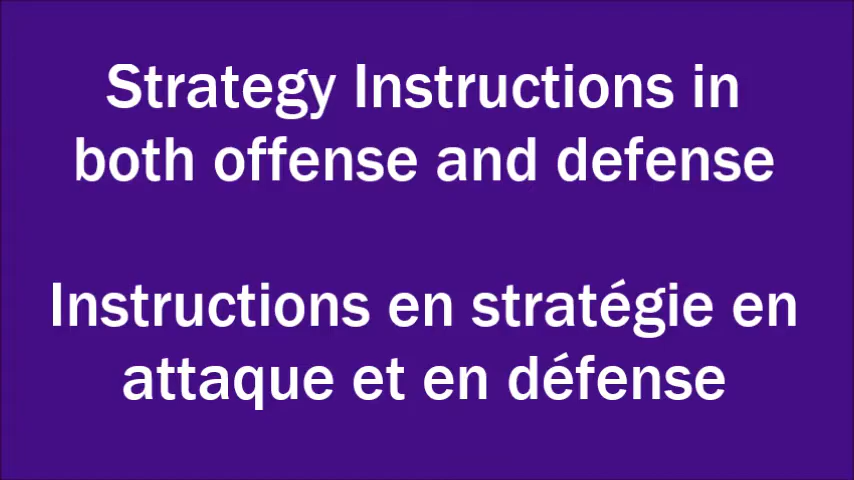 Strategy Instructions in
both offense and defense
Instructions en stratégie en
attaque et en défense